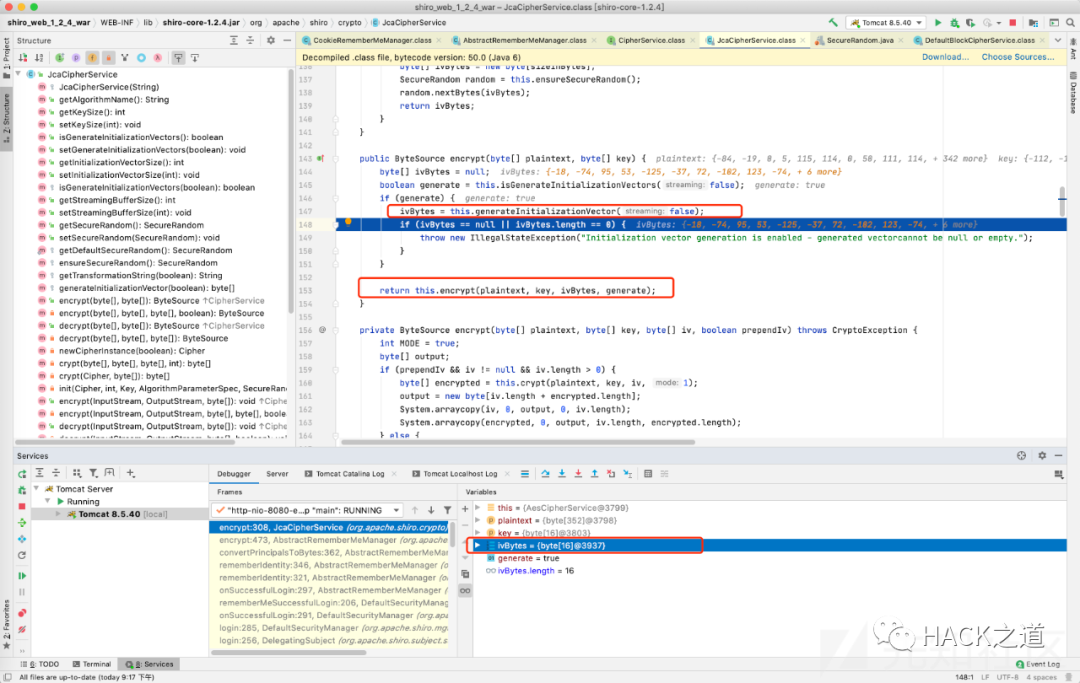 shiro_web_1_2_4_war – JcaCipherService.class [shiro-core-1.2.4.jar]
shiro_web_1_2_4_war WEB-INF lib shiro-core-1.2.4.jar org apache shiro crypto JcaCipherService
Tomcat 8.5.40
Structure
CookieRememberMeManager.class AbstractRememberMeManager.class CipherService.class JcaCipherService.class SecureRandom.java DefaultBlockCipherService.class
Decompiled .class file, bytecode version: 50.0 (Java 6) Download... Choose Sources...
1: Project
2: Structure
2: Favorites
Ant
Database
JcaCipherService
JcaCipherService(String)
getAlgorithmName(): String
getKeySize(): int
setKeySize(int): void
isGenerateInitializationVectors(): boolean
setGenerateInitializationVectors(boolean): void
getInitializationVectorSize(): int
setInitializationVectorSize(int): void
isGenerateInitializationVectors(boolean): boolean
getStreamingBufferSize(): int
setStreamingBufferSize(int): void
getSecureRandom(): SecureRandom
setSecureRandom(SecureRandom): void
getDefaultSecureRandom(): SecureRandom
ensureSecureRandom(): SecureRandom
getTransformationString(boolean): String
generateInitializationVector(boolean): byte[]
encrypt(byte[], byte[]): ByteSource ↑CipherService
encrypt(byte[], byte[], byte[], boolean): ByteSource
decrypt(byte[], byte[]): ByteSource ↑CipherService
decrypt(byte[], byte[], byte[]): ByteSource
newCipherInstance(boolean): Cipher
crypt(byte[], byte[], byte[], int): byte[]
crypt(Cipher, byte[]): byte[]
init(Cipher, int, Key, AlgorithmParameterSpec, SecureRan
encrypt(InputStream, OutputStream, byte[]): void ↑Ciphe
encrypt(InputStream, OutputStream, byte[], byte[], boole
decrypt(InputStream, OutputStream, byte[]): void ↑Ciphe
136 byte[] ivBytes = new byte[sizeInBytes];
137 SecureRandom random = this.ensureSecureRandom();
138 random.nextBytes(ivBytes);
139 return ivBytes;
140 }
141 }
142
143 public ByteSource encrypt(byte[] plaintext, byte[] key) { plaintext: {-84, -19, 0, 5, 115, 114, 0, 50, 111, 114, + 342 more} key: {-112, -1
144 byte[] ivBytes = null; ivBytes: {-18, -74, 95, 53, -125, -37, 72, -102, 123, -74, + 6 more}
145 boolean generate = this.isGenerateInitializationVectors( streaming: false); generate: true
146 if (generate) { generate: true
147 ivBytes = this.generateInitializationVector( streaming: false);
148 if (ivBytes == null || ivBytes.length == 0) { ivBytes: {-18, -74, 95, 53, -125, -37, 72, -102, 123, -74, + 6 more}
149 throw new IllegalStateException("Initialization vector generation is enabled - generated vectorcannot be null or empty.");
150 }
151 }
152
153 return this.encrypt(plaintext, key, ivBytes, generate);
154 }
155
156 @ private ByteSource encrypt(byte[] plaintext, byte[] key, byte[] iv, boolean prependIv) throws CryptoException {
157 int MODE = true;
158 byte[] output;
159 if (prependIv && iv != null && iv.length > 0) {
160 byte[] encrypted = this.crypt(plaintext, key, iv, mode: 1);
161 output = new byte[iv.length + encrypted.length];
162 System.arraycopy(iv, 0, output, 0, iv.length);
163 System.arraycopy(encrypted, 0, output, iv.length, encrypted.length);
164 } else {
Services
Tomcat Server
Running
Tomcat 8.5.40 [local]
Debugger Server Tomcat Catalina Log Tomcat Localhost Log
Frames
"http-nio-8080-e...p "main": RUNNING
encrypt:308, JcaCipherService (org.apache.shiro.crypto)
encrypt:473, AbstractRememberMeManager (org.apache
convertPrincipalsToBytes:362, AbstractRememberMeMa
rememberIdentity:346, AbstractRememberMeManager (
rememberIdentity:321, AbstractRememberMeManager (
onSuccessfulLogin:297, AbstractRememberMeManager
rememberMeSuccessfulLogin:206, DefaultSecurityManag
onSuccessfulLogin:291, DefaultSecurityManager (org.ap
login:285, DefaultSecurityManager (org.apache.shiro.mg
login:256, DelegatingSubject (org.apache.shiro.subject.s
Variables
this = {AesCipherService@3799}
plaintext = {byte[352]@3798}
key = {byte[16]@3803}
ivBytes = {byte[16]@3937}
generate = true
ivBytes.length = 16
HACK之道
6: TODO Terminal 8: Services Event Log
All files are up-to-date (today 9:17 下午) 148:1 LF UTF-8 4 spaces